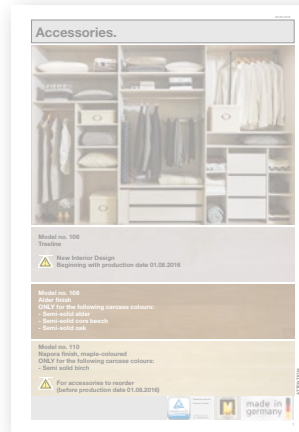 Accessories.
Model no. 106
Treeline
New Interior Design
Beginning with production date 01.08.2016
Model no. 108
Alder finish
ONLY for the following carcase colours:
- Semi-solid alder
- Semi-solid core beech
- Semi-solid oak
Model no. 110
Napora finish, maple-coloured
ONLY for the following carcase colours:
- Semi solid birch
For accessories to reorder
(before production date 01.08.2016)
M
made in
germany